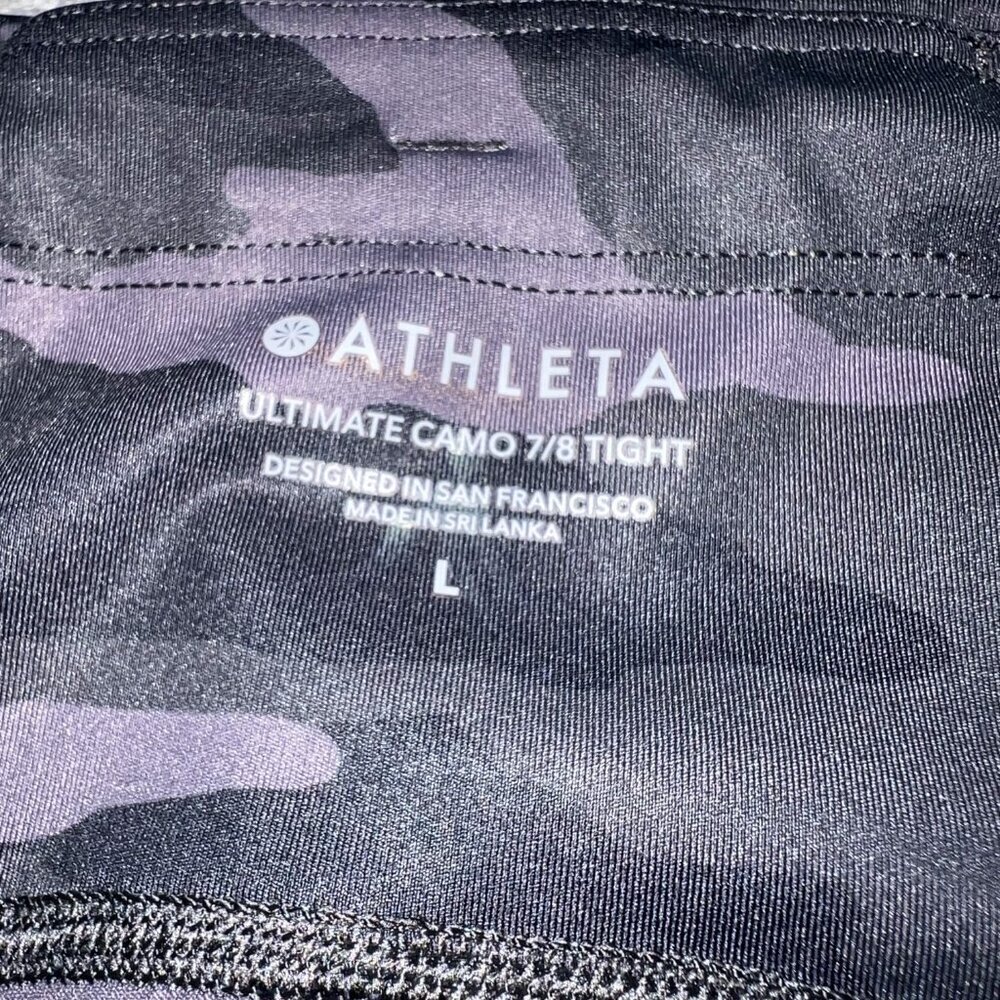 ATHLETA
ULTIMATE CAMO 7/8 TIGHT
DESIGNED IN SAN FRANCISCO
MADE IN SRI LANKA
L